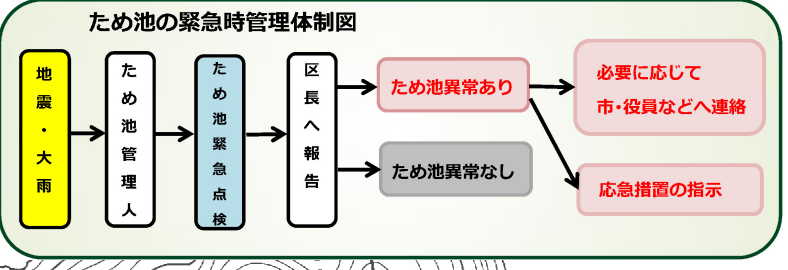 ため池の緊急時管理体制図
地震・大雨
ため池管理人
ため池緊急点検
区長へ報告
ため池異常あり
ため池異常なし
必要に応じて
市・役員などへ連絡
応急措置の指示